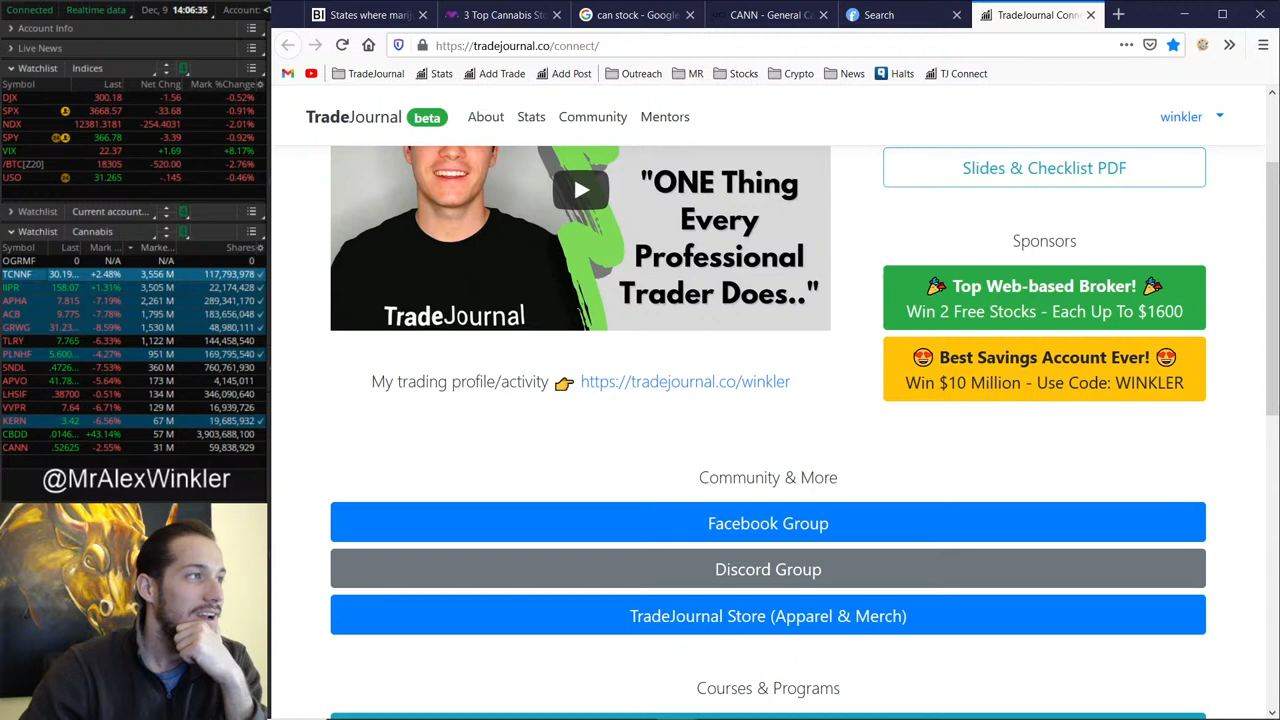 Connected Realtime data Dec, 9 14:06:35 Account: <
Account Info
Live News
Watchlist Indices
Symbol Last Net Chng Mark %Change
DJX 300.18 -1.56 -0.52%
SPX 3668.57 -33.68 -0.91%
NDX 12381.3181 -254.4031 -2.01%
SPY 366.78 -3.39 -0.92%
VIX 22.37 +1.69 +8.17%
/BTC[Z20] 18305 -520.00 -2.76%
USO 31.265 -.145 -0.46%
Watchlist Current account...
Watchlist Cannabis
Symbol Last Mark ... Marke... Shares
OGRMF 0 N/A N/A 0
TCNNF 30.19... +2.48% 3,556 M 117,793,978
IIPR 158.07 +1.31% 3,505 M 22,174,428
APHA 7.815 -7.19% 2,261 M 289,341,170
ACB 9.775 -7.78% 1,795 M 183,656,048
GRWG 31.23... -8.59% 1,530 M 48,980,111
TLRY 7.765 -6.33% 1,122 M 144,458,540
PLNHF 5.600... -4.27% 951 M 169,795,540
SNDL .4726... -7.53% 360 M 760,761,930
APVO 41.78... -5.64% 173 M 4,145,011
LHSIF .38700 -0.51% 134 M 346,090,640
VVPR 7.64 -6.71% 129 M 16,939,726
KERN 3.42 -6.56% 67 M 19,685,932
CBDD .0146... +43.14% 57 M 3,903,688,100
CANN .52625 -2.55% 31 M 59,838,929
@MrAlexWinkler
States where marij
3 Top Cannabis Sto
can stock - Google
CANN - General Ca
Search
TradeJournal Conn
https://tradejournal.co/connect/
TradeJournal Stats Add Trade Add Post Outreach MR Stocks Crypto News Halts TJ Connect
TradeJournal beta About Stats Community Mentors winkler
"ONE Thing
Every
Professional
Trader Does.."
TradeJournal
Slides & Checklist PDF
Sponsors
Top Web-based Broker!
Win 2 Free Stocks - Each Up To $1600
Best Savings Account Ever!
Win $10 Million - Use Code: WINKLER
My trading profile/activity 👉 https://tradejournal.co/winkler
Community & More
Facebook Group
Discord Group
TradeJournal Store (Apparel & Merch)
Courses & Programs